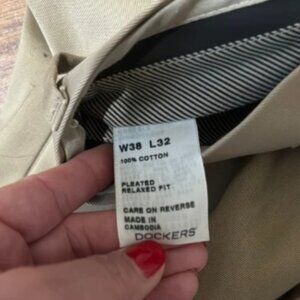 W38 L32
100% COTTON
PLEATED
RELAXED FIT
CARE ON REVERSE
MADE IN
CAMBODIA
DOCKERS